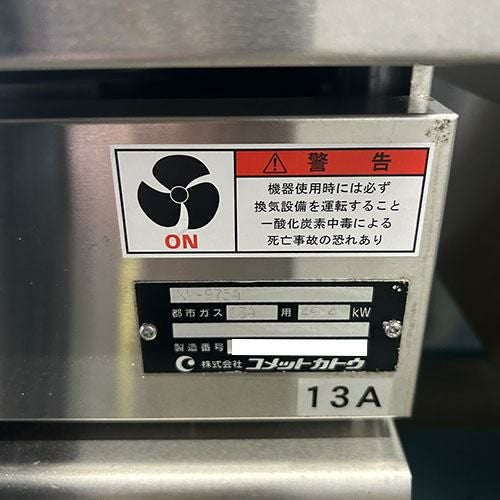 警告
機器使用時には必ず
換気設備を運転すること
一酸化炭素中毒による
死亡事故の恐れあり
ON
都市ガス 13A 用 kW
製造番号
株式会社 コメットカトウ
13A